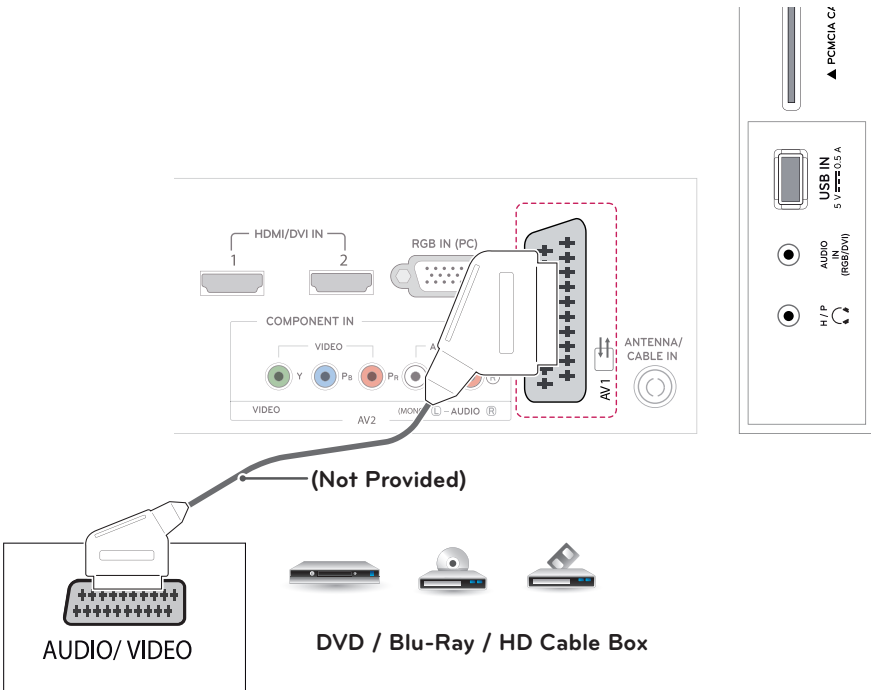 HDMI/DVI IN
1
2
RGB IN (PC)
COMPONENT IN
VIDEO
A
Y
PB
PR
R
VIDEO
AV2
(MONO
L - AUDIO R
AV1
ANTENNA/
CABLE IN
▲ PCMCIA CA
USB IN
5 V 0.5 A
AUDIO
IN
(RGB/DVI)
H / P
(Not Provided)
AUDIO/ VIDEO
DVD / Blu-Ray / HD Cable Box